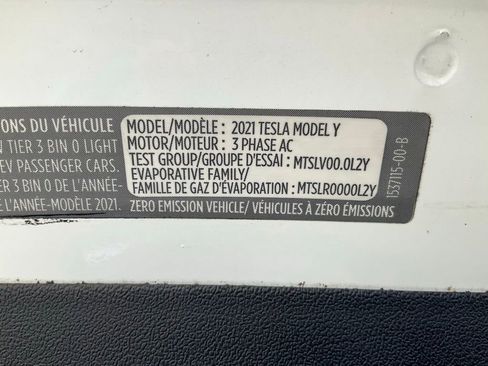 ONS DU VÉHICULE
TIER 3 BIN 0 LIGHT
EV PASSENGER CARS.
TIER 3 BIN 0 DE L'ANNÉE-
E L'ANNÉE-MODÈLE 2021.
MODEL/MODÈLE : 2021 TESLA MODEL Y
MOTOR/MOTEUR : 3 PHASE AC
TEST GROUP/GROUPE D'ESSAI : MTSLV00.0L2Y
EVAPORATIVE FAMILY/
FAMILLE DE GAZ D'ÉVAPORATION : MTSLR0000L2Y
ZERO EMISSION VEHICLE/ VÉHICULES À ZÉRO ÉMISSIONS
1537115-00-B